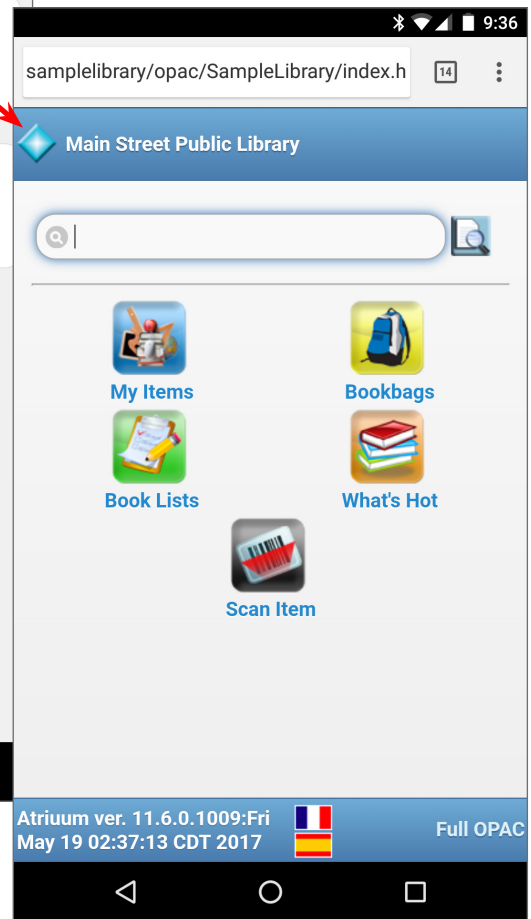 9:36
samplelibrary/opac/SampleLibrary/index.h
14
Main Street Public Library
My Items
Bookbags
Book Lists
What's Hot
Scan Item
Atriuum ver. 11.6.0.1009:Fri
May 19 02:37:13 CDT 2017
Full OPAC